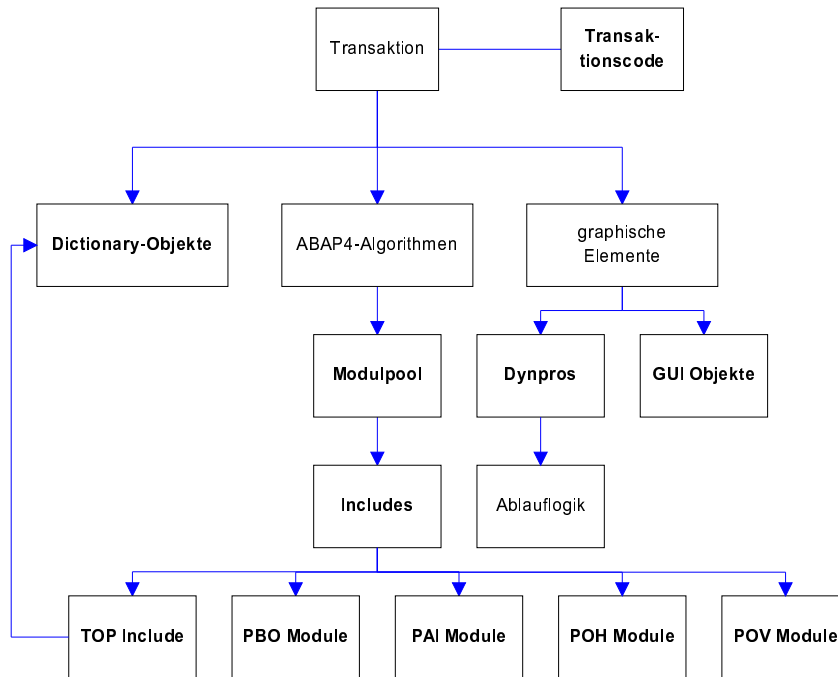 Transaktion
Transak-
tionscode
Dictionary-Objekte
ABAP4-Algorithmen
graphische
Elemente
Modulpool
Dynpros
GUI Objekte
Includes
Ablauflogik
TOP Include
PBO Module
PAI Module
POH Module
POV Module